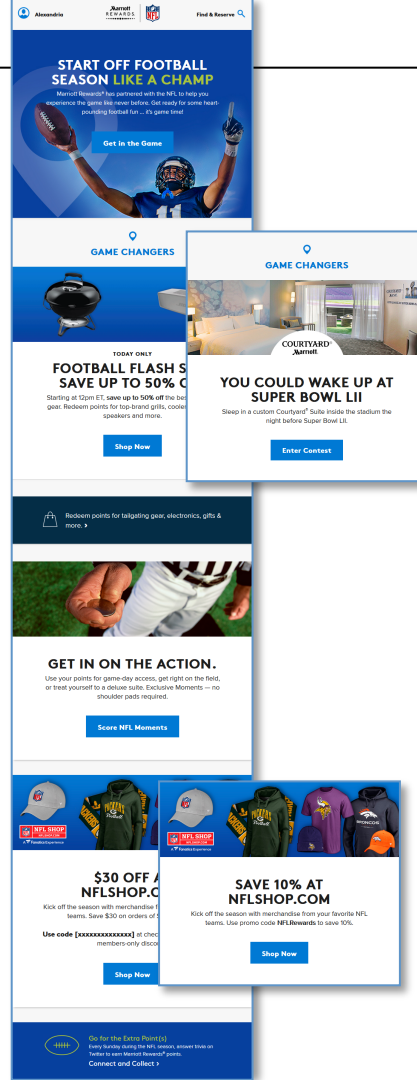 Alexandria
Marriott
REWARDS
NFL
Find & Reserve
START OFF FOOTBALL
SEASON LIKE A CHAMP
Marriott Rewards® has partnered with the NFL to help you
experience the game like never before. Get ready for some heart-
pounding football fun ... it's game time!
Get in the Game
GAME CHANGERS
TODAY ONLY
FOOTBALL FLASH S
SAVE UP TO 50% O
Starting at 12pm ET, save up to 50% off the bes
gear. Redeem points for top-brand grills, cooler
speakers and more.
Shop Now
GAME CHANGERS
COURTYARD®
Marriott
YOU COULD WAKE UP AT
SUPER BOWL LII
Sleep in a custom Courtyard® Suite inside the stadium the
night before Super Bowl LII.
Enter Contest
Redeem points for tailgating gear, electronics, gifts &
more. ›
GET IN ON THE ACTION.
Use your points for game-day access, get right on the field,
or treat yourself to a deluxe suite. Exclusive Moments — no
shoulder pads required.
Score NFL Moments
NFL SHOP
NFLSHOP.COM
A Fanatics Experience
PACKERS
Football
$30 OFF A
NFLSHOP.C
Kick off the season with merchandise f
teams. Save $30 on orders of $
Use code [xxxxxxxxxxxxx] at chec
members-only disco
Shop Now
NFL SHOP
NFLSHOP.COM
A Fanatics Experience
PACKERS
Football
BRONCOS
SAVE 10% AT
NFLSHOP.COM
Kick off the season with merchandise from your favorite NFL
teams. Use promo code NFLRewards to save 10%.
Shop Now
Go for the Extra Point(s)
Every Sunday during the NFL season, answer trivia on
Twitter to earn Marriott Rewards® points.
Connect and Collect ›